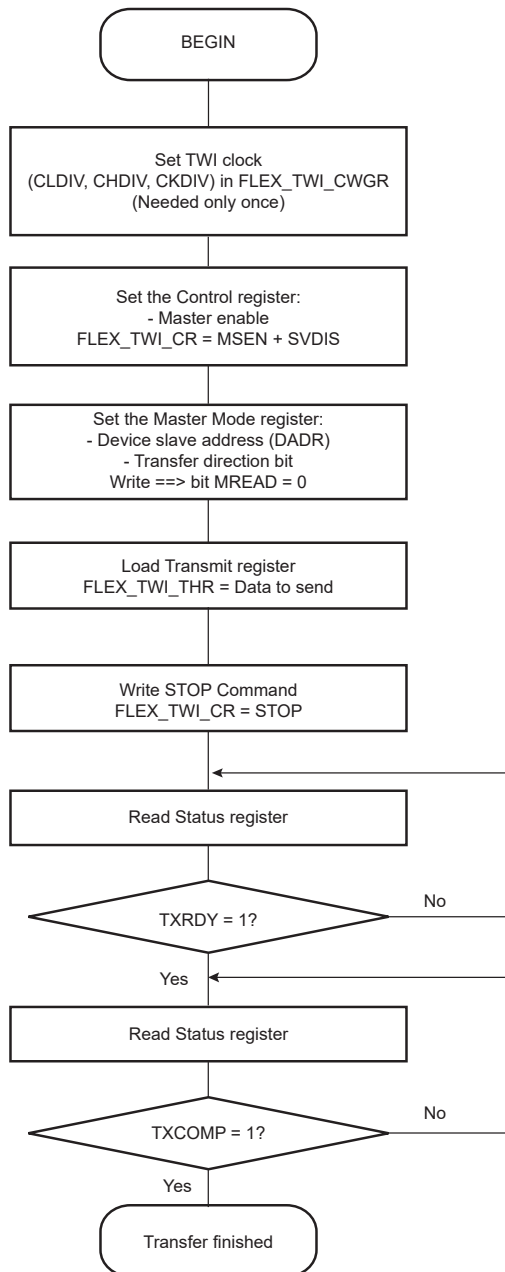 BEGIN
Set TWI clock
(CLDIV, CHDIV, CKDIV) in FLEX_TWI_CWGR
(Needed only once)
Set the Control register:
- Master enable
FLEX_TWI_CR = MSEN + SVDIS
Set the Master Mode register:
- Device slave address (DADR)
- Transfer direction bit
Write ==> bit MREAD = 0
Load Transmit register
FLEX_TWI_THR = Data to send
Write STOP Command
FLEX_TWI_CR = STOP
Read Status register
TXRDY = 1?
No
Yes
Read Status register
TXCOMP = 1?
No
Yes
Transfer finished